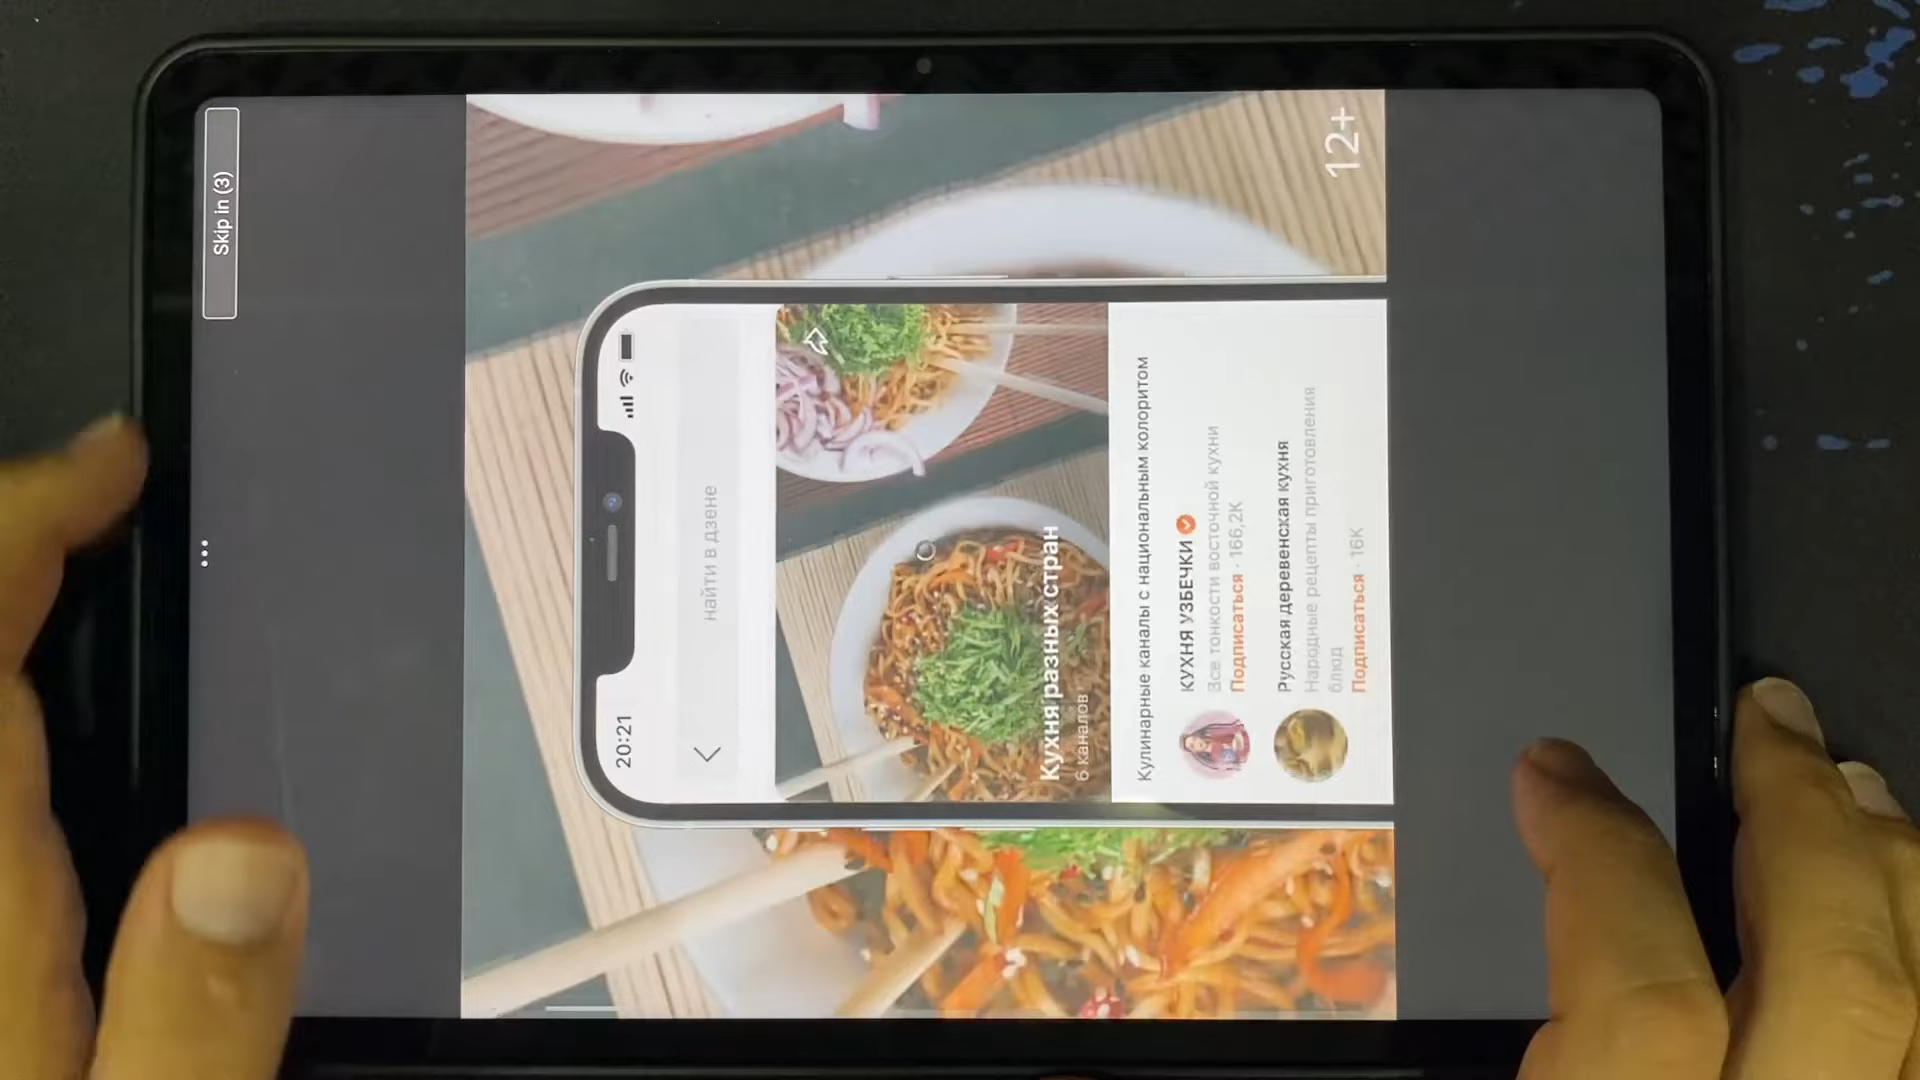 Skip in (3)
12+
20:21
найти в дзене
Кухня разных стран
6 каналов
Кулинарные каналы с национальным колоритом
КУХНЯ УЗБЕЧКИ
Все тонкости восточной кухни
Подписаться · 166,2K
Русская деревенская кухня
Народные рецепты приготовления
блюд
Подписаться · 16K